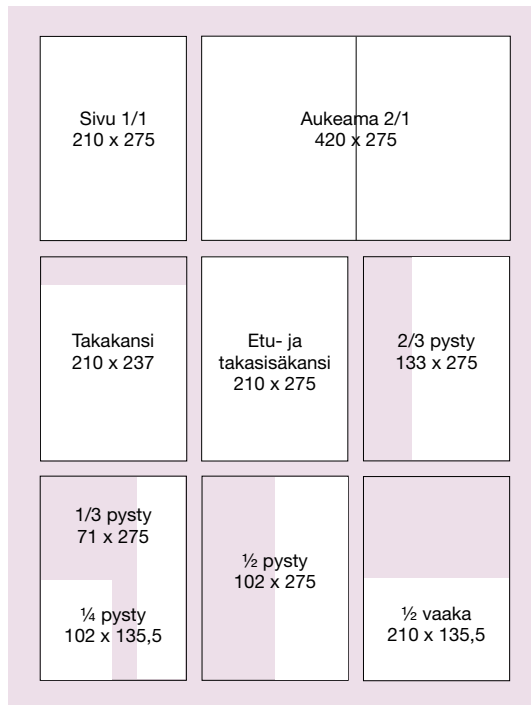 Sivu 1/1
210 x 275
Aukeama 2/1
420 x 275
Takakansi
210 x 237
Etu- ja
takasisäkansi
210 x 275
2/3 pysty
133 x 275
1/3 pysty
71 x 275
¼ pysty
102 x 135,5
½ pysty
102 x 275
½ vaaka
210 x 135,5